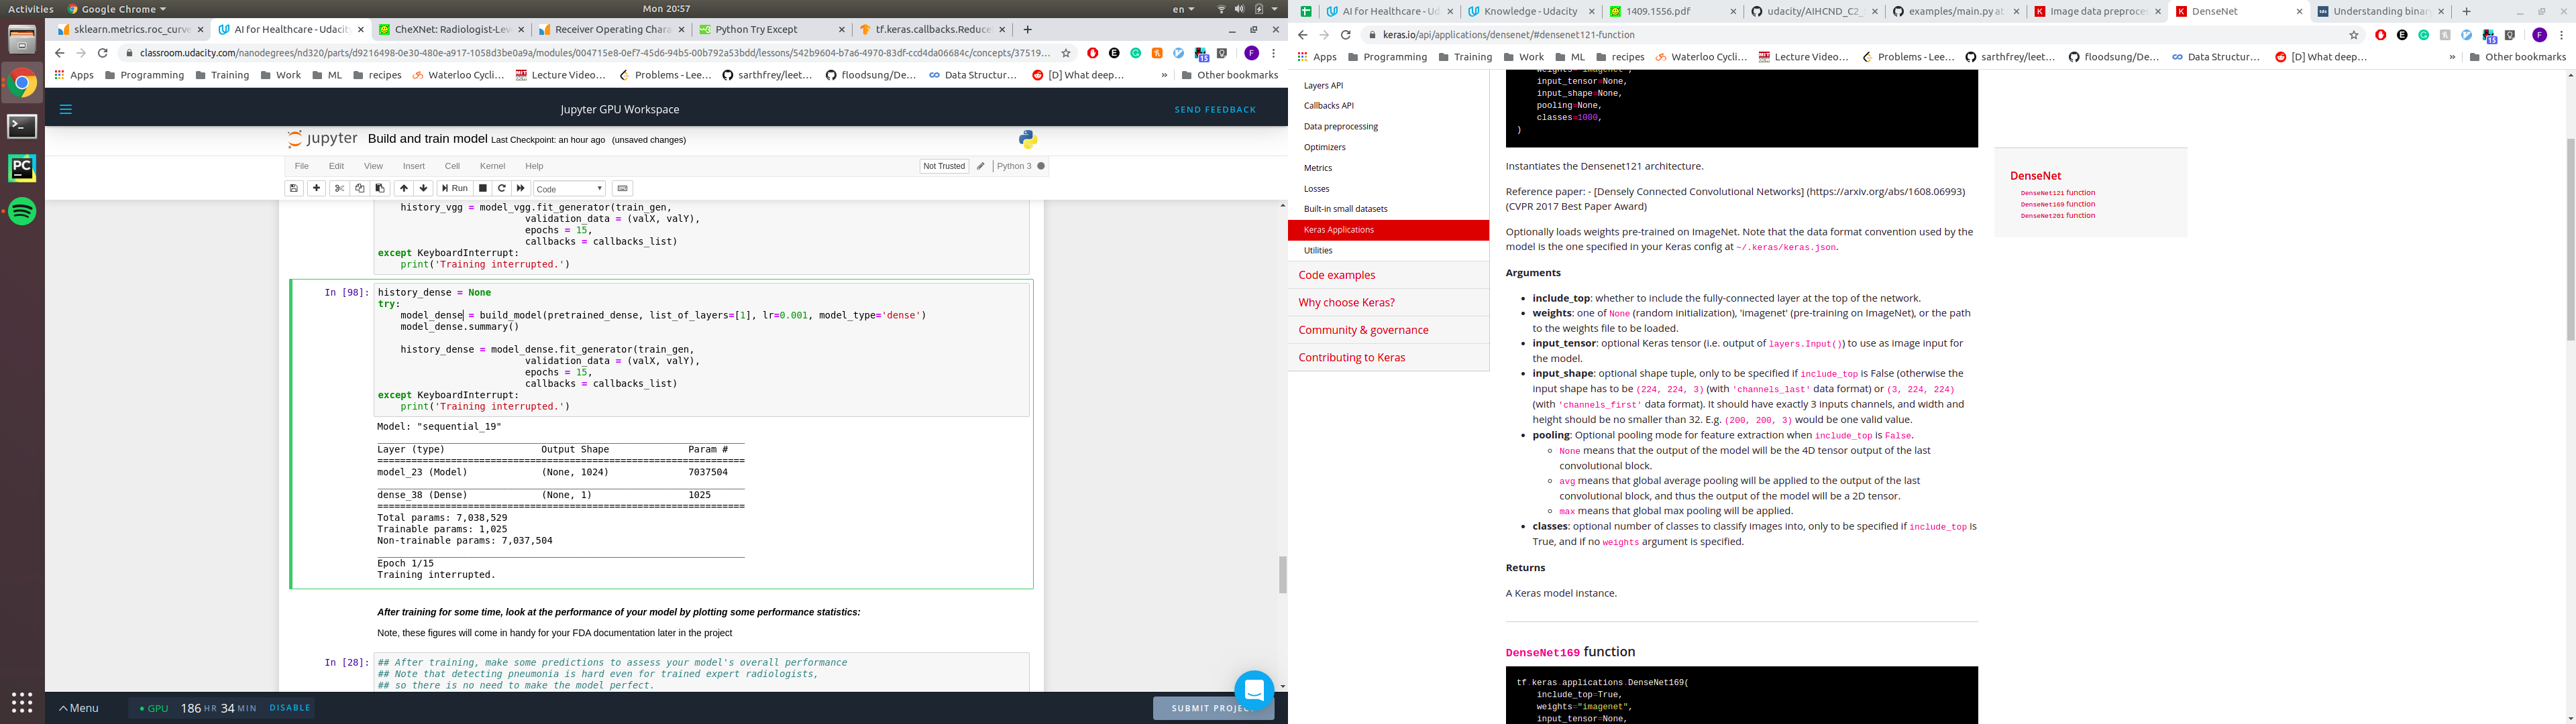 Activities
Google Chrome
Mon 20:57
en
sklearn.metrics.roc_curve
AI for Healthcare - Udacity
CheXNet: Radiologist-Lev
Receiver Operating Chara
Python Try Except
tf.keras.callbacks.Reduce
classroom.udacity.com/nanodegrees/nd320/parts/d9216498-0e30-480e-a917-1058d3be0a9a/modules/004715e8-0ef7-45d6-94b5-00b792a53bdd/lessons/542b9604-b7a6-4970-83df-ccd4da06684c/concepts/37519...
Apps
Programming
Training
Work
ML
recipes
Waterloo Cycli...
Lecture Video...
Problems - Lee...
sarthfrey/leet...
floodsung/De...
Data Structur...
[D] What deep...
»
Other bookmarks
Jupyter GPU Workspace
SEND FEEDBACK
jupyter
Build and train model Last Checkpoint: an hour ago (unsaved changes)
File
Edit
View
Insert
Cell
Kernel
Help
Not Trusted
Python 3
Run
Code
history_vgg = model_vgg.fit_generator(train_gen,
validation_data = (valX, valY),
epochs = 15,
callbacks = callbacks_list)
except KeyboardInterrupt:
print('Training interrupted.')
In [98]:
history_dense = None
try:
model_dense = build_model(pretrained_dense, list_of_layers=[1], lr=0.001, model_type='dense')
model_dense.summary()
history_dense = model_dense.fit_generator(train_gen,
validation_data = (valX, valY),
epochs = 15,
callbacks = callbacks_list)
except KeyboardInterrupt:
print('Training interrupted.')
Model: "sequential_19"
Layer (type) Output Shape Param #
model_23 (Model) (None, 1024) 7037504
dense_38 (Dense) (None, 1) 1025
Total params: 7,038,529
Trainable params: 1,025
Non-trainable params: 7,037,504
Epoch 1/15
Training interrupted.
After training for some time, look at the performance of your model by plotting some performance statistics:
Note, these figures will come in handy for your FDA documentation later in the project
In [28]:
## After training, make some predictions to assess your model's overall performance
## Note that detecting pneumonia is hard even for trained expert radiologists,
## so there is no need to make the model perfect.
Menu
GPU
186 HR 34 MIN
DISABLE
SUBMIT PROJEC
AI for Healthcare - Ud
Knowledge - Udacity
1409.1556.pdf
udacity/AIHCND_C2_
examples/main.py at
Image data preproces
DenseNet
Understanding binary
keras.io/api/applications/densenet/#densenet121-function
Apps
Programming
Training
Work
ML
recipes
Waterloo Cycli...
Lecture Video...
Problems - Lee...
sarthfrey/leet...
floodsung/De...
Data Structur...
[D] What deep...
»
Other bookmarks
Layers API
Callbacks API
Data preprocessing
Optimizers
Metrics
Losses
Built-in small datasets
Keras Applications
Utilities
Code examples
Why choose Keras?
Community & governance
Contributing to Keras
weights="imagenet",
input_tensor=None,
input_shape=None,
pooling=None,
classes=1000,
)
Instantiates the Densenet121 architecture.
Reference paper: - [Densely Connected Convolutional Networks] (https://arxiv.org/abs/1608.06993)
(CVPR 2017 Best Paper Award)
Optionally loads weights pre-trained on ImageNet. Note that the data format convention used by the
model is the one specified in your Keras config at ~/.keras/keras.json.
Arguments
• include_top: whether to include the fully-connected layer at the top of the network.
• weights: one of None (random initialization), 'imagenet' (pre-training on ImageNet), or the path
to the weights file to be loaded.
• input_tensor: optional Keras tensor (i.e. output of layers.Input()) to use as image input for
the model.
• input_shape: optional shape tuple, only to be specified if include_top is False (otherwise the
input shape has to be (224, 224, 3) (with 'channels_last' data format) or (3, 224, 224)
(with 'channels_first' data format). It should have exactly 3 inputs channels, and width and
height should be no smaller than 32. E.g. (200, 200, 3) would be one valid value.
• pooling: Optional pooling mode for feature extraction when include_top is False.
None means that the output of the model will be the 4D tensor output of the last
convolutional block.
avg means that global average pooling will be applied to the output of the last
convolutional block, and thus the output of the model will be a 2D tensor.
max means that global max pooling will be applied.
• classes: optional number of classes to classify images into, only to be specified if include_top is
True, and if no weights argument is specified.
Returns
A Keras model instance.
DenseNet169 function
tf.keras.applications.DenseNet169(
include_top=True,
weights="imagenet",
input_tensor=None,
DenseNet
DenseNet121 function
DenseNet169 function
DenseNet201 function